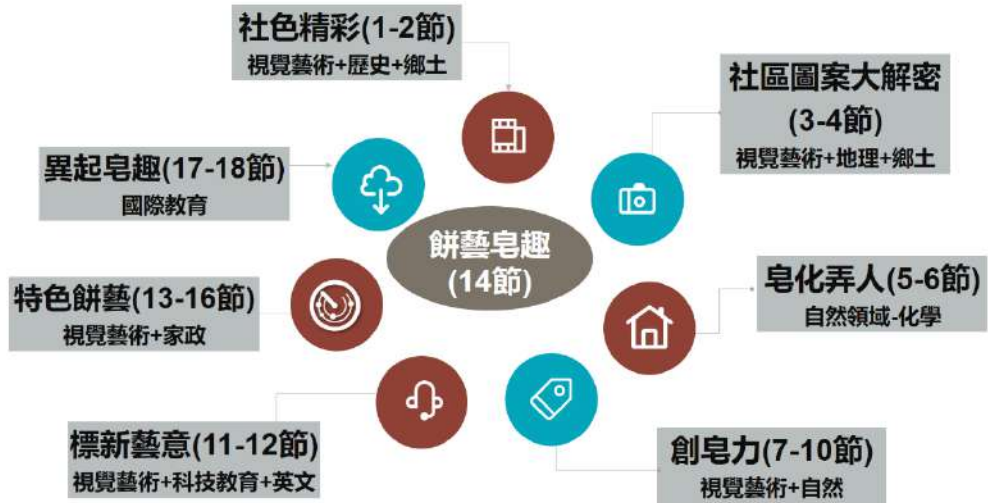 社色精彩(1-2節)
視覺藝術+歷史+鄉土
社區圖案大解密
(3-4節)
視覺藝術+地理+鄉土
異起皂趣(17-18節)
國際教育
餅藝皂趣
(14節)
特色餅藝(13-16節)
視覺藝術+家政
皂化弄人(5-6節)
自然領域-化學
標新藝意(11-12節)
視覺藝術+科技教育+英文
創皂力(7-10節)
視覺藝術+自然